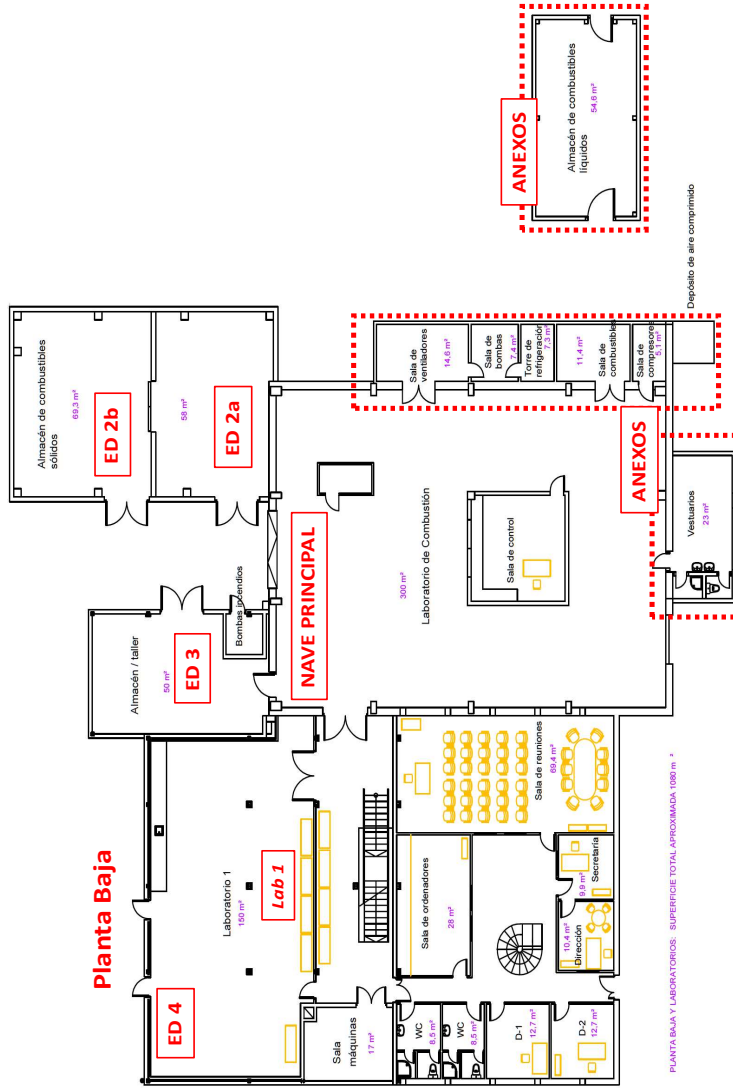 Planta Baja
ED 4
Laboratorio 1
150 m²
Lab 1
Sala
máquinas
17 m²
WC
8,5 m²
WC
8,5 m²
D-1
12,7 m²
D-2
12,7 m²
Sala de ordenadores
28 m²
Dirección
10,4 m²
Secretaría
9,9 m²
Sala de reuniones
69,4 m²
Almacén / taller
50 m²
ED 3
Bombas incendios
Almacén de combustibles
sólidos
69,3 m²
ED 2b
58 m²
ED 2a
NAVE PRINCIPAL
Laboratorio de Combustión
300 m²
Sala de control
Sala de
ventiladores
14,6 m²
Sala de
bombas
7,4 m²
Torre de
refrigeración
7,3 m²
11,4 m²
Sala de
combustibles
Sala de
compresores
5,1 m²
ANEXOS
Vestuarios
23 m²
Depósito de aire comprimido
ANEXOS
Almacén de combustibles
líquidos
54,6 m²
PLANTA BAJA Y LABORATORIOS. SUPERFICIE TOTAL APROXIMADA 1080 m ²